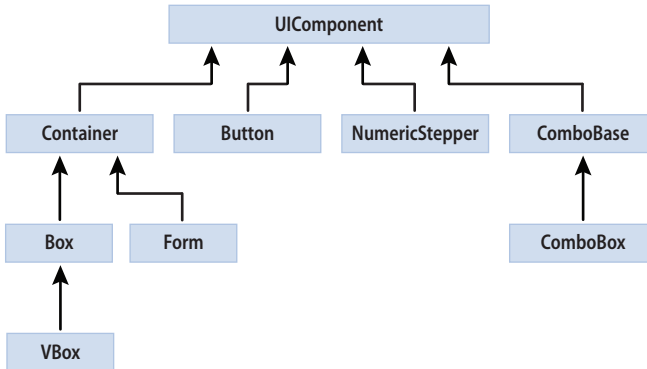 UIComponent
Container
Button
NumericStepper
ComboBase
Box
Form
ComboBox
VBox